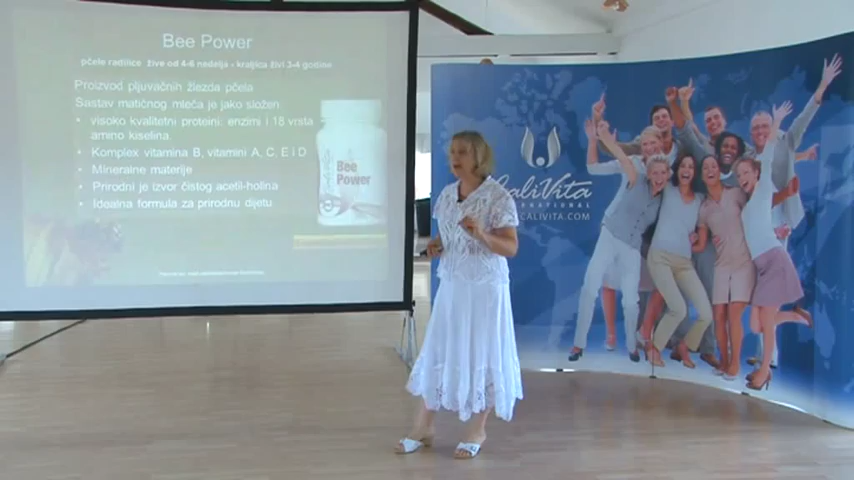 Bee Power
pčele radilice žive od 4-6 nedelja - kraljica živi 3-4 godine
Proizvod pljuvačnih žlezda pčela
Sastav matičnog mleča je jako složen
• visoko kvalitetni proteini: enzimi i 18 vrsta
amino kiselina.
• Komplex vitamina B, vitamini A, C, E i D
• Mineralne materije
• Prirodni je izvor čistog acetil-holina
• Idealna formula za prirodnu dijetu
Bee
Power
CaliVita
CALIVITA.COM